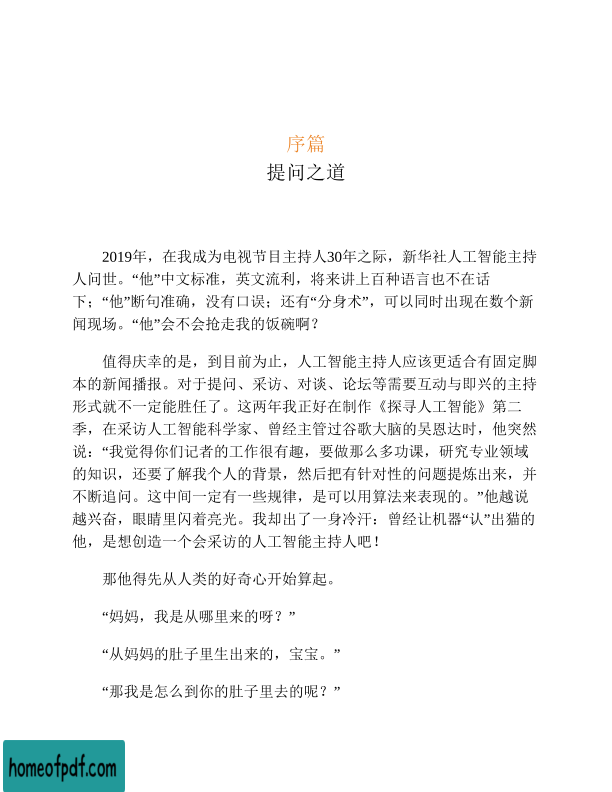 序篇
提问之道
2019年，在我成为电视节目主持人30年之际，新华社人工智能主持
人问世。“他”中文标准，英文流利，将来讲上百种语言也不在话
下；“他”断句准确，没有口误；还有“分身术”，可以同时出现在数个新
闻现场。“他”会不会抢走我的饭碗啊？
值得庆幸的是，到目前为止，人工智能主持人应该更适合有固定脚
本的新闻播报。对于提问、采访、对谈、论坛等需要互动与即兴的主持
形式就不一定能胜任了。这两年我正好在制作《探寻人工智能》第二
季，在采访人工智能科学家、曾经主管过谷歌大脑的吴恩达时，他突然
说：“我觉得你们记者的工作很有趣，要做那么多功课，研究专业领域
的知识，还要了解我个人的背景，然后把有针对性的问题提炼出来，并
不断追问。这中间一定有一些规律，是可以用算法来表现的。”他越说
越兴奋，眼睛里闪着亮光。我却出了一身冷汗：曾经让机器“认”出猫的
他，是想创造一个会采访的人工智能主持人吧！
那他得先从人类的好奇心开始算起。
“妈妈，我是从哪里来的呀？”
“从妈妈的肚子里生出来的，宝宝。”
“那我是怎么到你的肚子里去的呢？”
homeofpdf.com